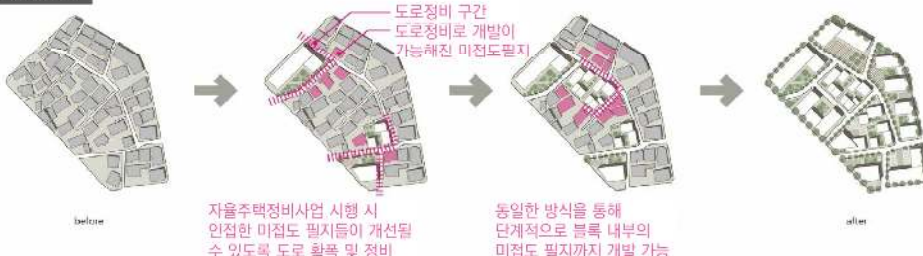 도로정비 구간
도로정비로 개발이
가능해진 미접도필지
before
자율주택정비사업 시행 시
인접한 미접도 필지들이 개선될
수 있도록 도로 확폭 및 정비
동일한 방식을 통해
단계적으로 블록 내부의
미접도 필지까지 개발 가능
after